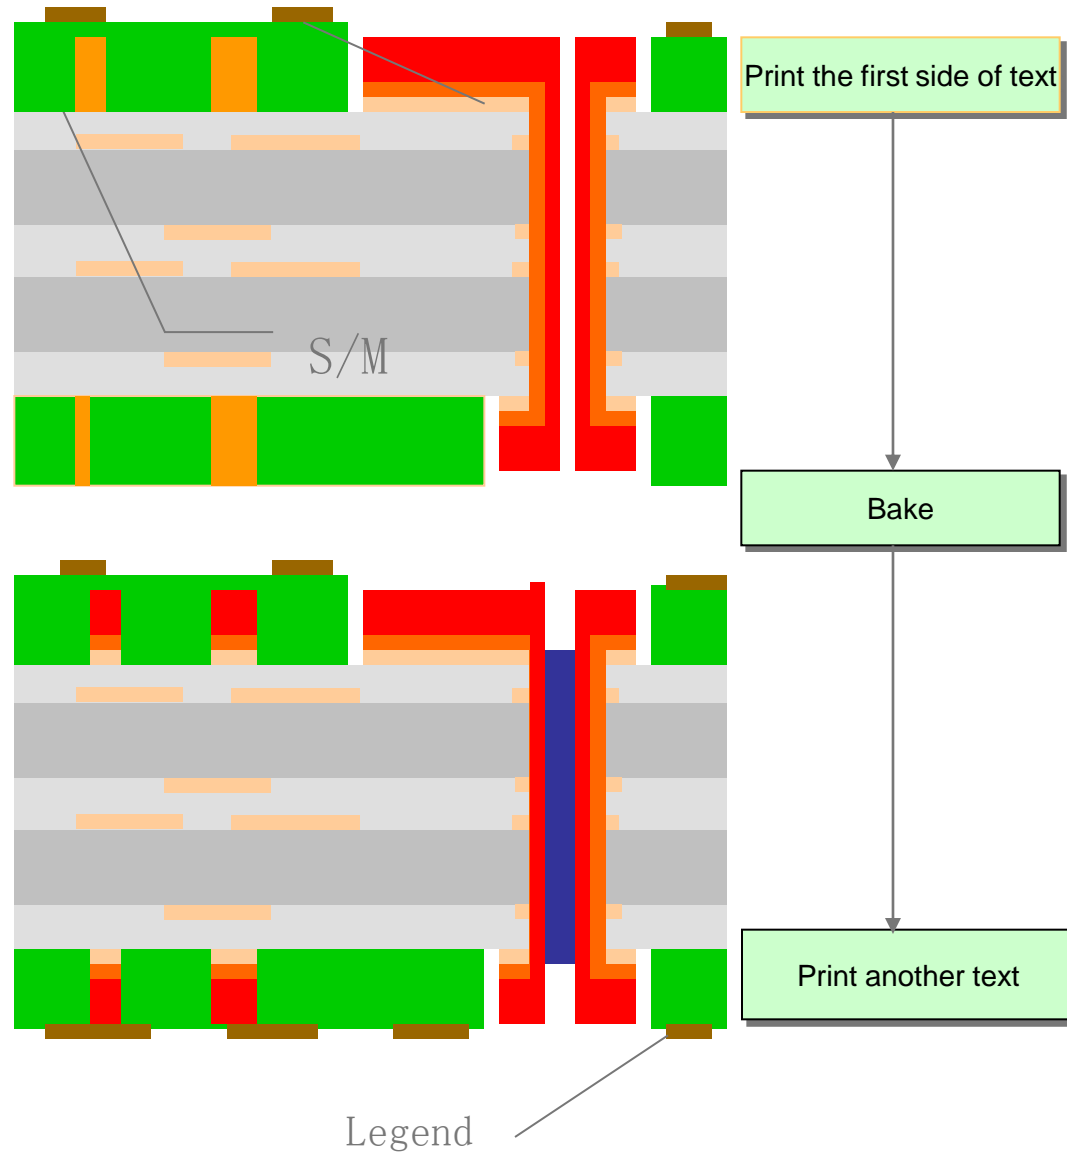 Print the first side of text
S/M
Bake
Print another text
Legend